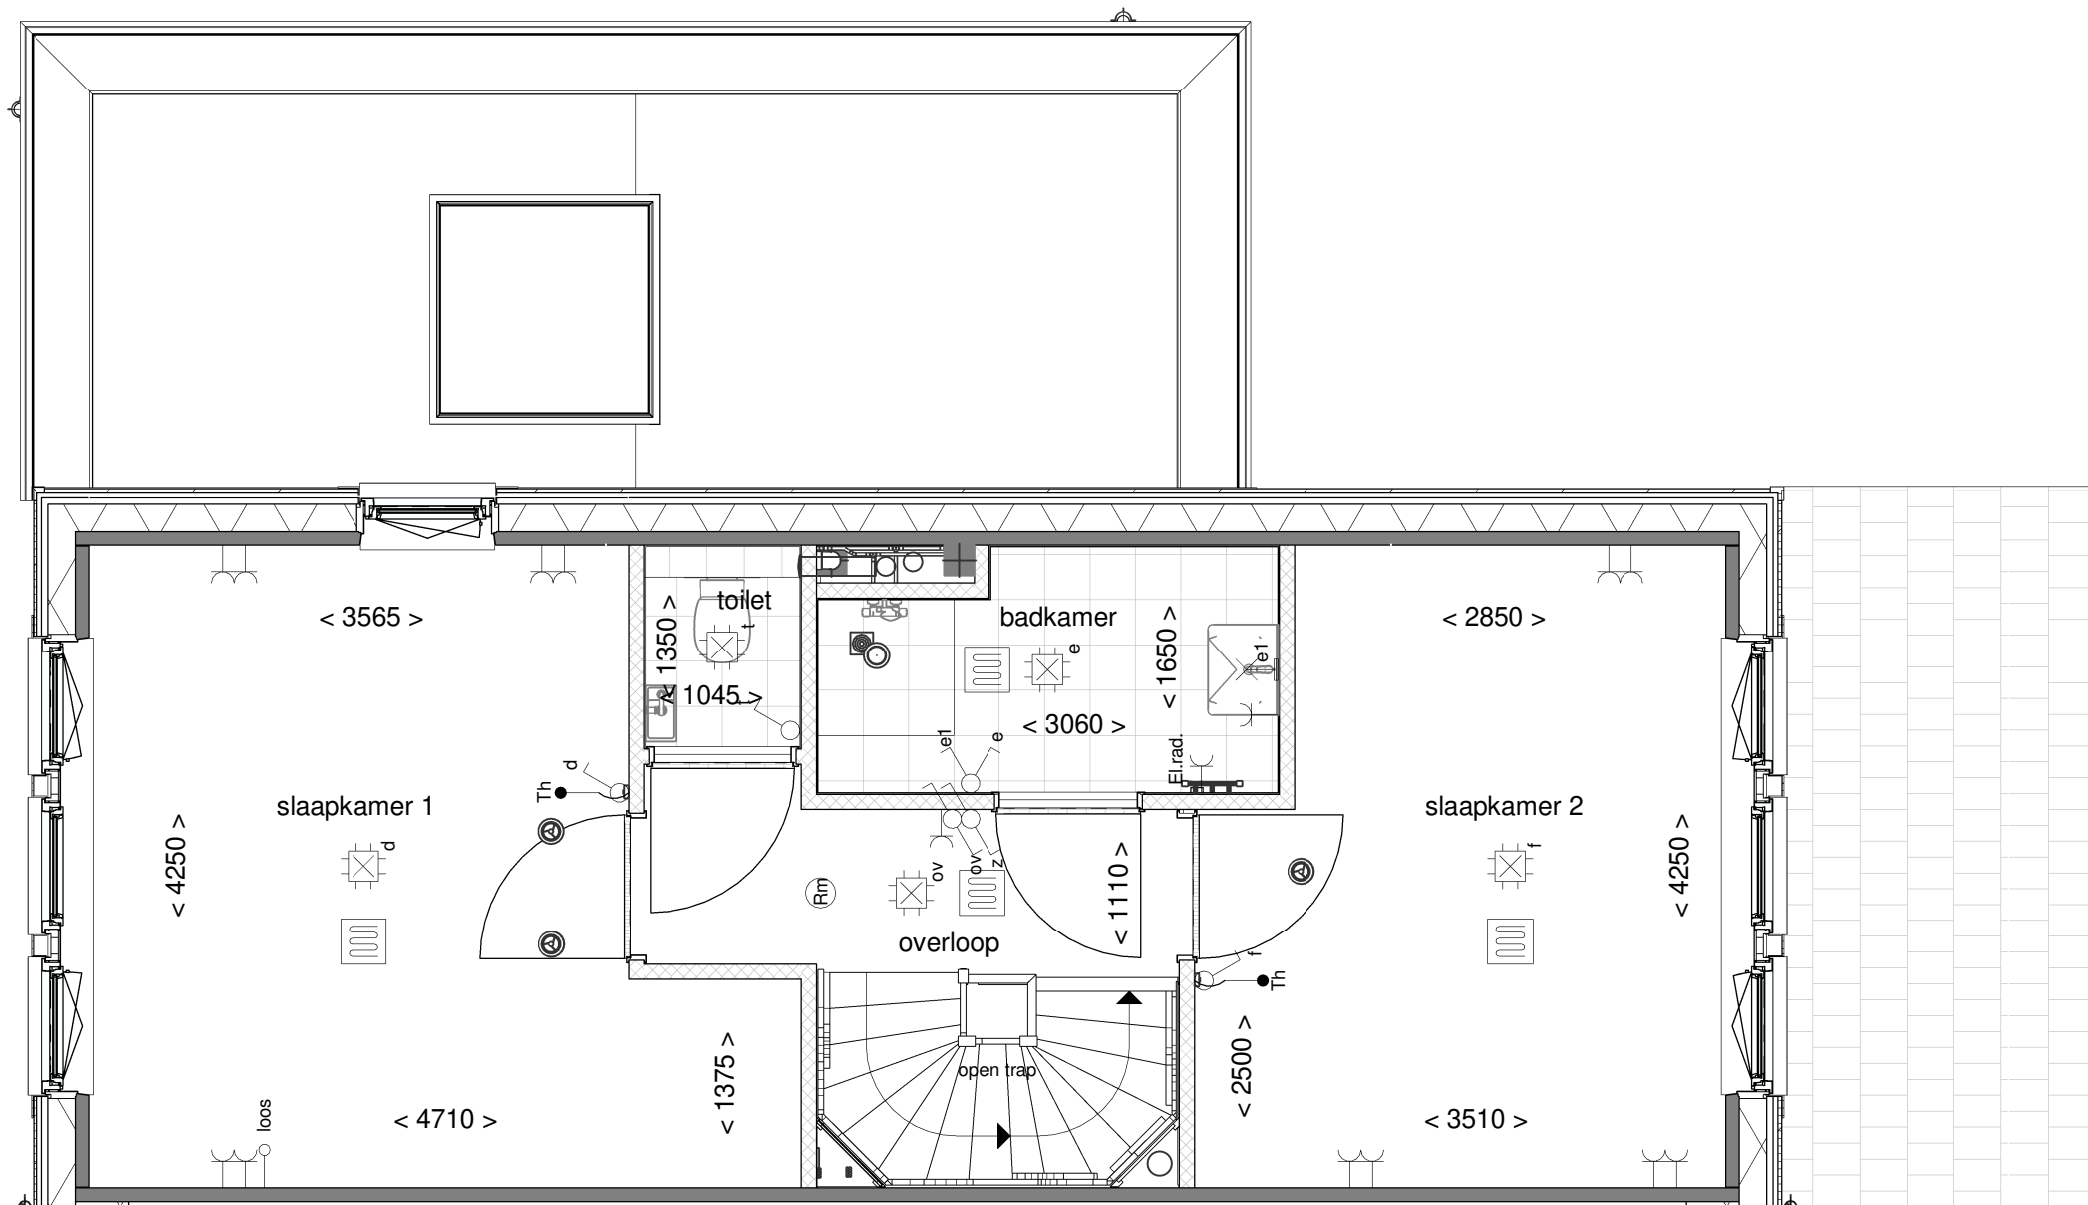 < 3565 >
toilet
< 1350 >
t
< 1045 >
t
badkamer
< 1650 >
e
e1
< 3060 >
e1
e
El.rad.
< 2850 >
d
Th
slaapkamer 1
d
< 4250 >
slaapkamer 2
f
< 4250 >
ov
ov
z
Rm
< 1110 >
overloop
f
Th
open trap
< 1375 >
< 2500 >
loos
< 4710 >
< 3510 >